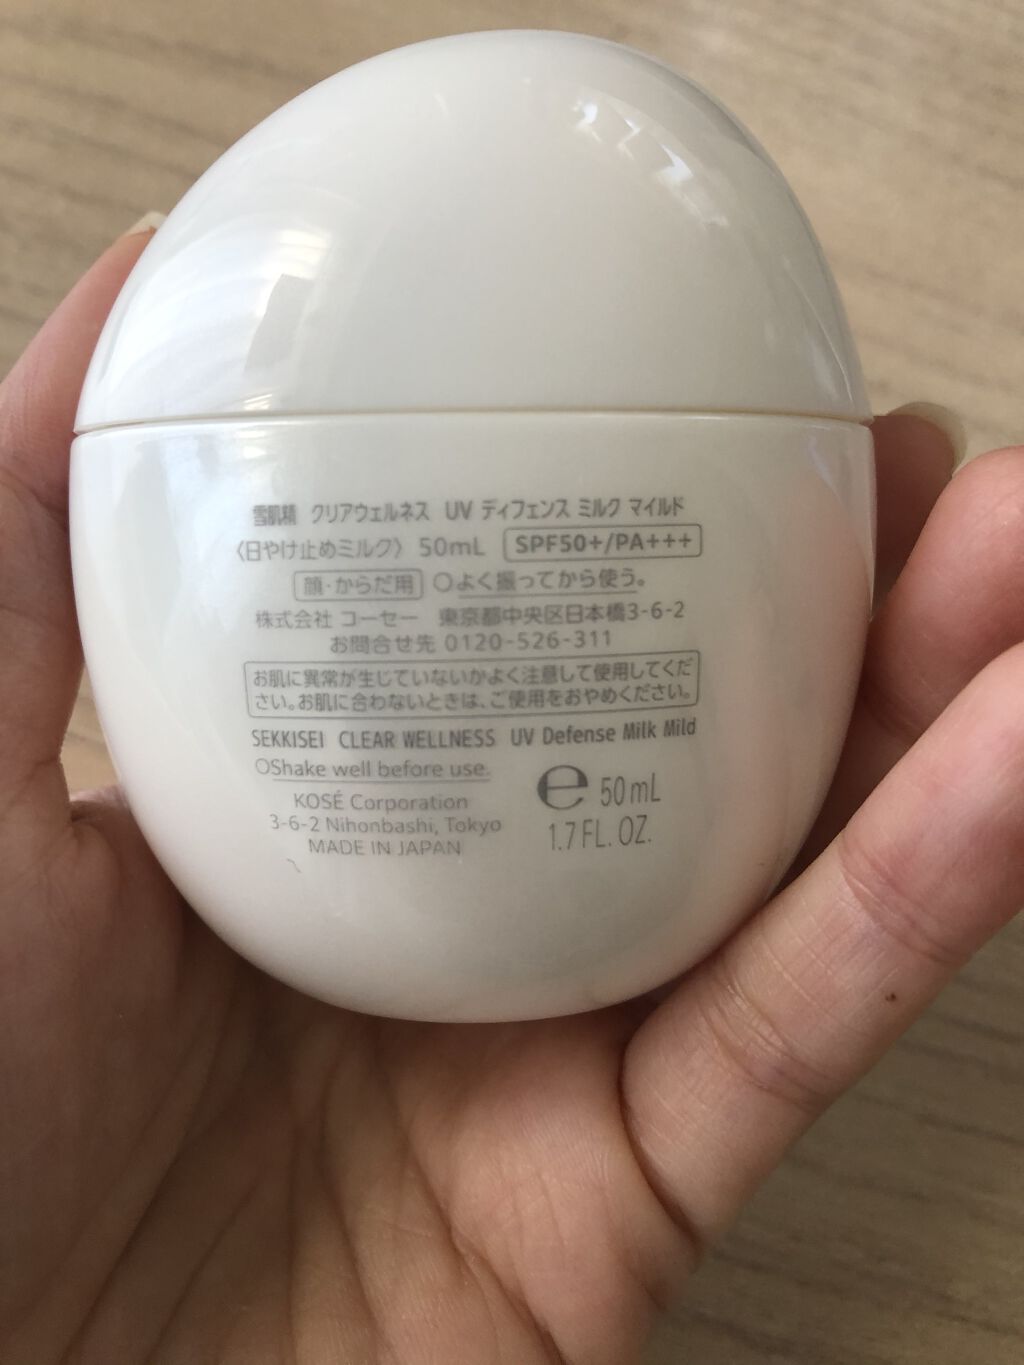 雪肌精 クリアウェルネス UV ディフェンス ミルク マイルド
〈日やけ止めミルク〉 50mL SPF50+/PA+++
顔・からだ用 ○よく振ってから使う。
株式会社 コーセー 東京都中央区日本橋3-6-2
お問合せ先 0120-526-311
お肌に異常が生じていないかよく注意して使用してくだ
さい。お肌に合わないときは、ご使用をおやめください。
SEKKISEI CLEAR WELLNESS UV Defense Milk Mild
○Shake well before use.
KOSÉ Corporation
3-6-2 Nihonbashi, Tokyo
MADE IN JAPAN
℮ 50 mL
1.7 FL. OZ.